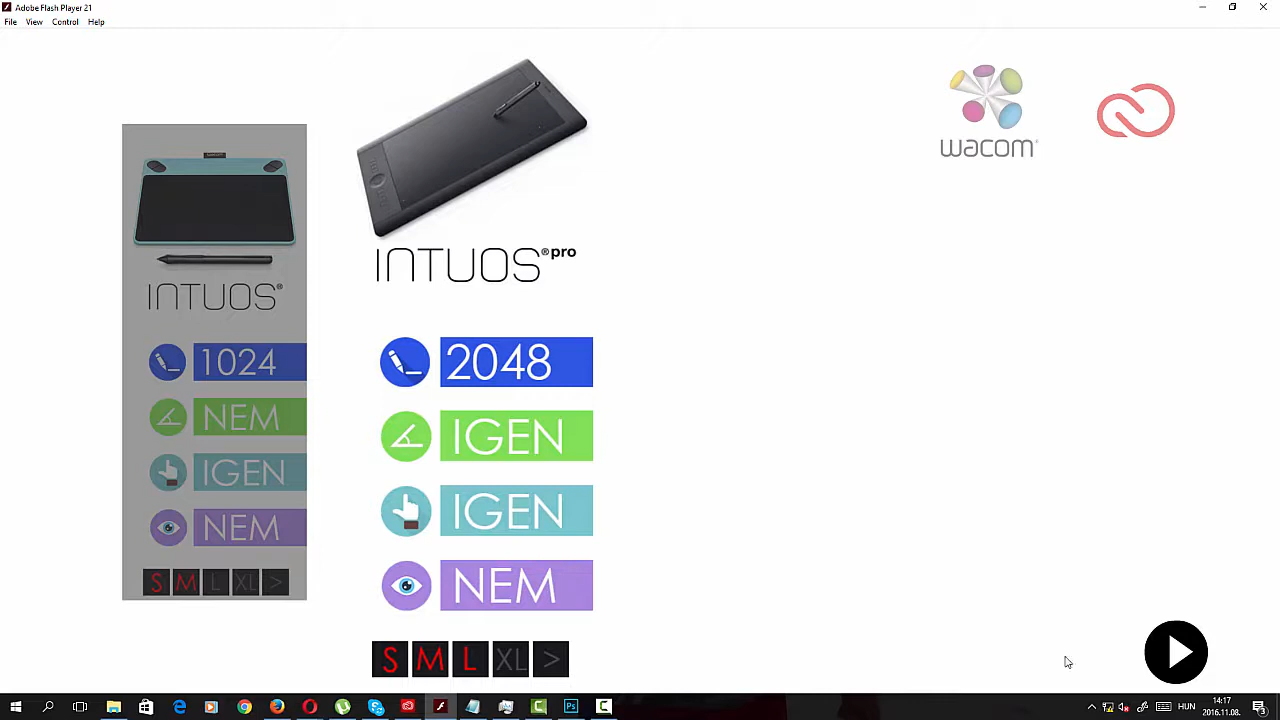 Adobe Flash Player 21
File View Control Help
wacom
INTUOS®
1024
NEM
IGEN
NEM
S M L XL >
INTUOS®pro
2048
IGEN
IGEN
NEM
S M L XL >
HUN
14:17
2016.11.08.